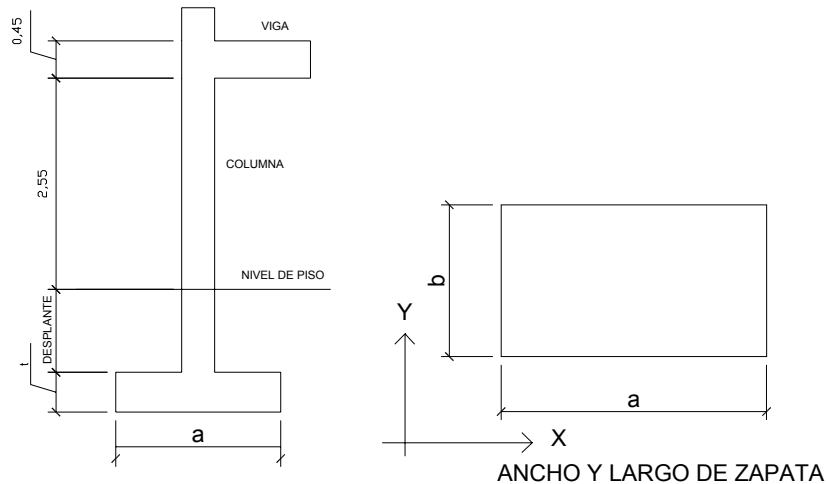 0,45
VIGA
2,55
COLUMNA
NIVEL DE PISO
DESPLANTE
t
a
b
Y
X
a
ANCHO Y LARGO DE ZAPATA